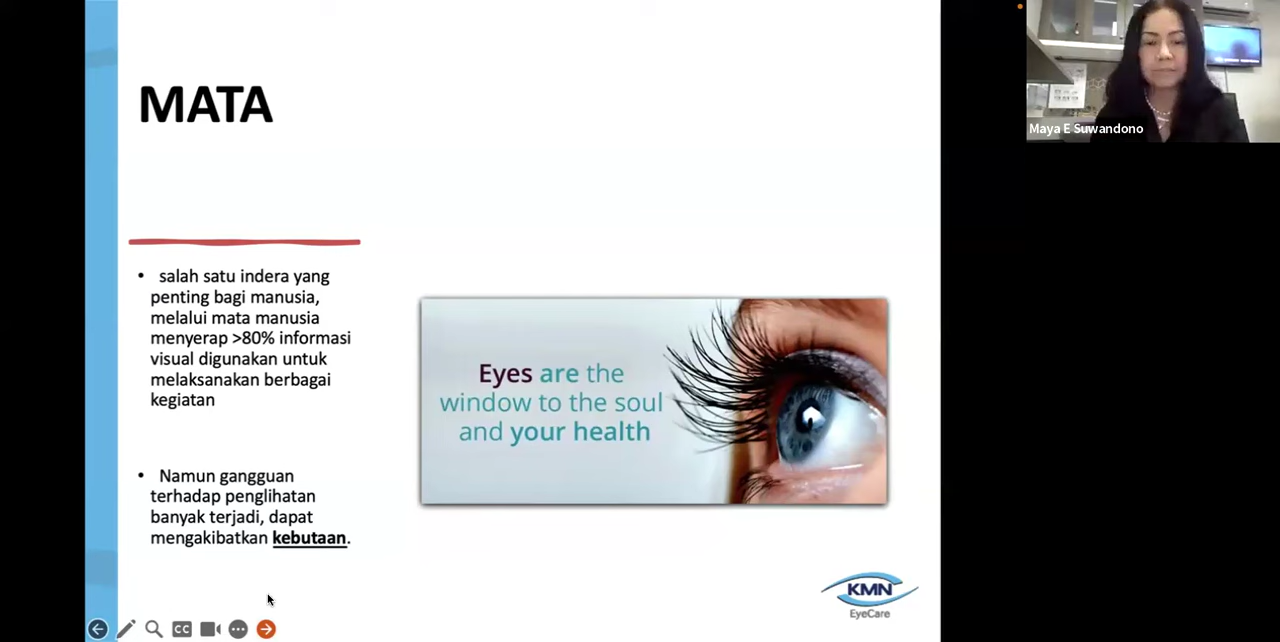 MATA
• salah satu indera yang
penting bagi manusia,
melalui mata manusia
menyerap >80% informasi
visual digunakan untuk
melaksanakan berbagai
kegiatan
• Namun gangguan
terhadap penglihatan
banyak terjadi, dapat
mengakibatkan kebutaan.
Eyes are the
window to the soul
and your health
KMN
EyeCare
CC
Maya E Suwandono